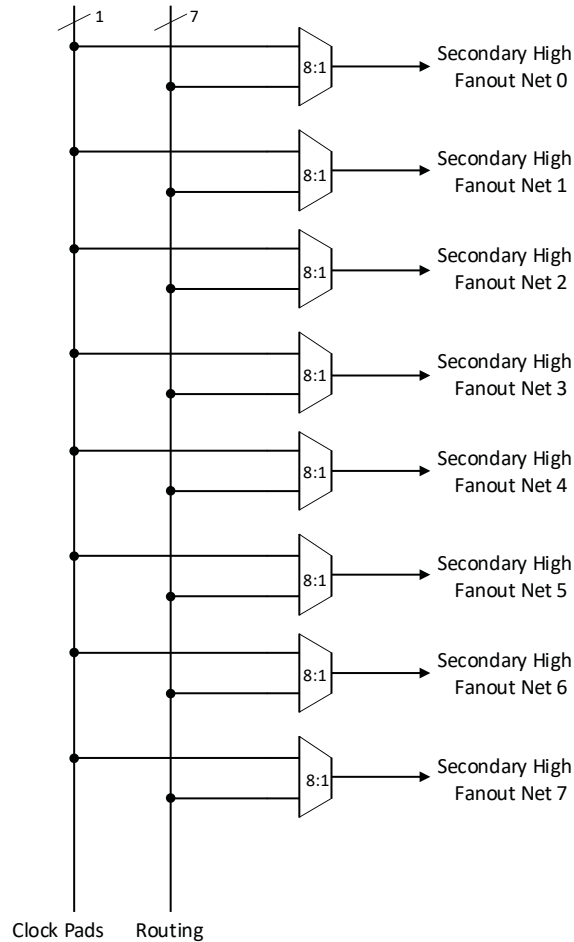 1
7
8:1
Secondary High
Fanout Net 0
8:1
Secondary High
Fanout Net 1
8:1
Secondary High
Fanout Net 2
8:1
Secondary High
Fanout Net 3
8:1
Secondary High
Fanout Net 4
8:1
Secondary High
Fanout Net 5
8:1
Secondary High
Fanout Net 6
8:1
Secondary High
Fanout Net 7
Clock Pads
Routing